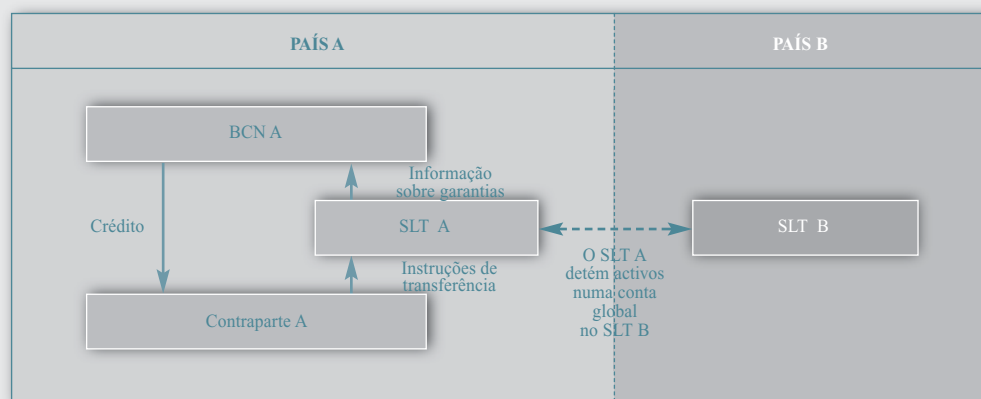 PAÍS A
PAÍS B
BCN A
Informação
sobre garantias
Crédito
SLT A
SLT B
Instruções de
transferência
O SLT A
detém activos
numa conta
global
no SLT B
Contraparte A